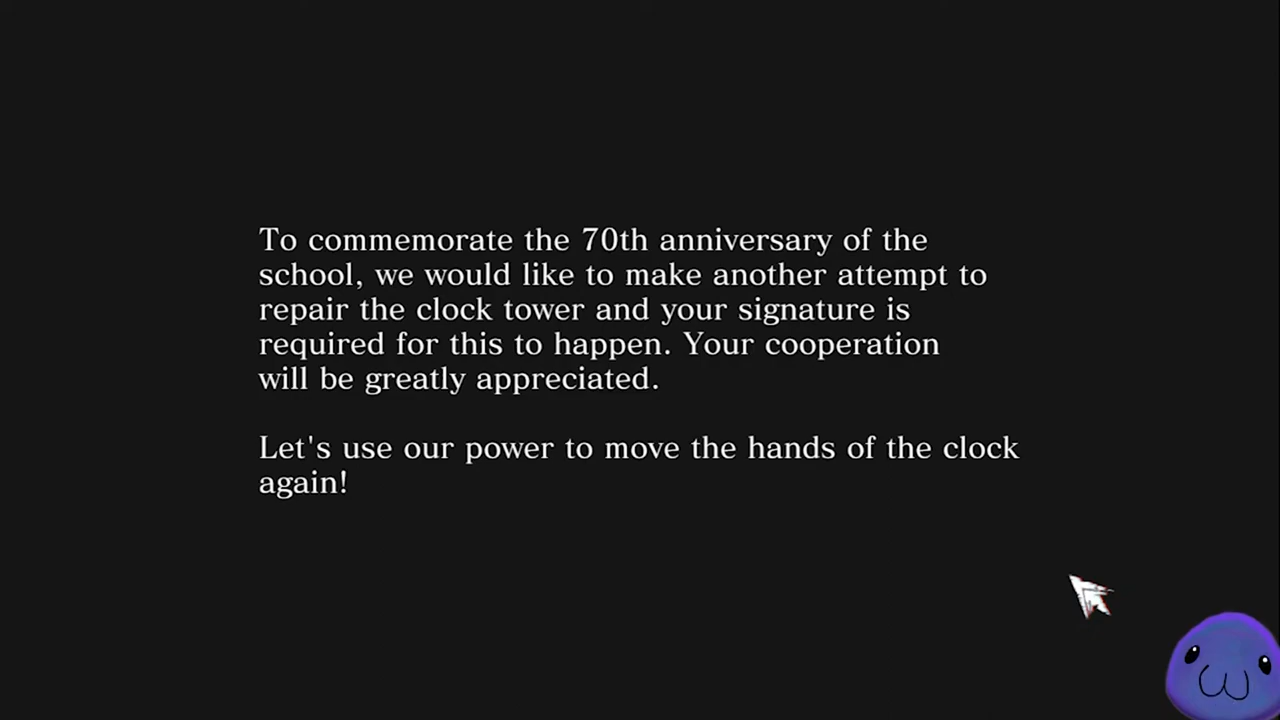 To commemorate the 70th anniversary of the
school, we would like to make another attempt to
repair the clock tower and your signature is
required for this to happen. Your cooperation
will be greatly appreciated.
Let's use our power to move the hands of the clock
again!